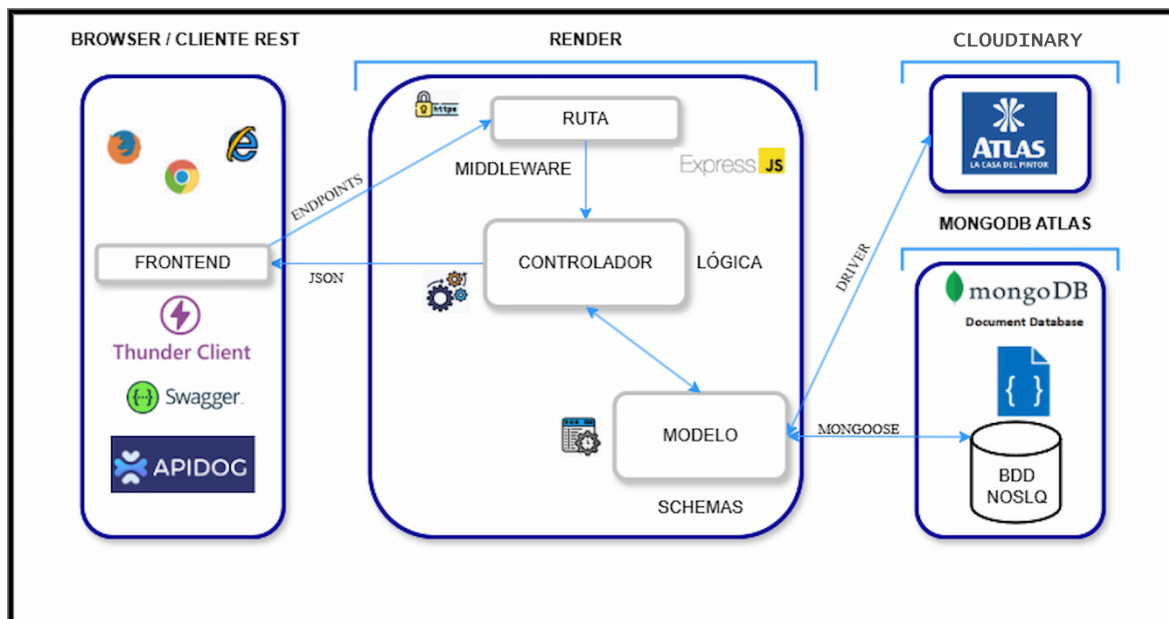 BROWSER / CLIENTE REST
RENDER
CLOUDINARY
https
RUTA
MIDDLEWARE
Express JS
ENDPOINTS
ATLAS
LA CASA DEL PINTOR
MONGODB ATLAS
FRONTEND
JSON
CONTROLADOR
LÓGICA
DRIVER
mongoDB
Document Database
{ }
Thunder Client
{··} Swagger
APIDOG
MODELO
SCHEMAS
MONGOOSE
BDD
NOSLQ